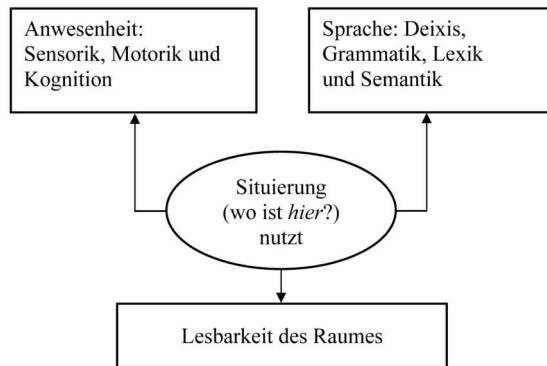 Anwesenheit:
Sensorik, Motorik und
Kognition
Sprache: Deixis,
Grammatik, Lexik
und Semantik
Situierung
(wo ist hier?)
nutzt
Lesbarkeit des Raumes